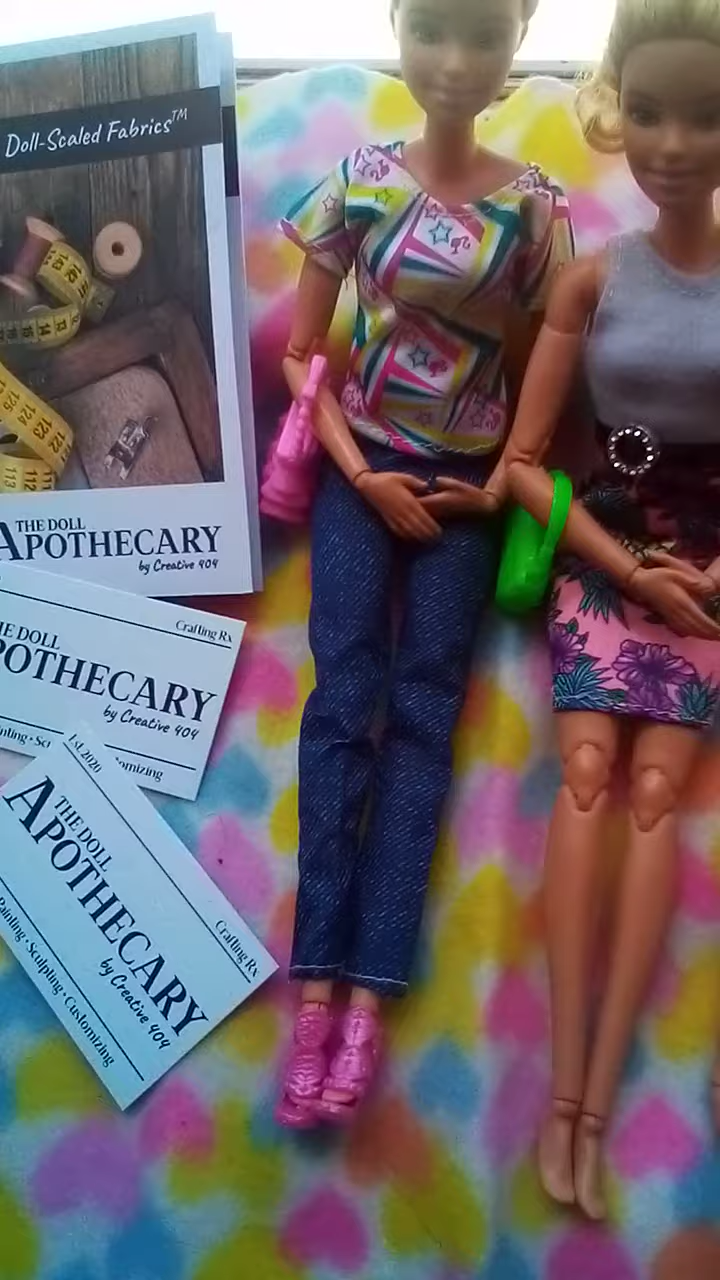 Doll-Scaled Fabrics™
THE DOLL
APOTHECARY
by Creative 404
Crafting Rx
THE DOLL
POTHECARY
by Creative 404
Est. 2020
THE DOLL
APOTHECARY
by Creative 404
Crafting Rx
Painting • Sculpting • Customizing